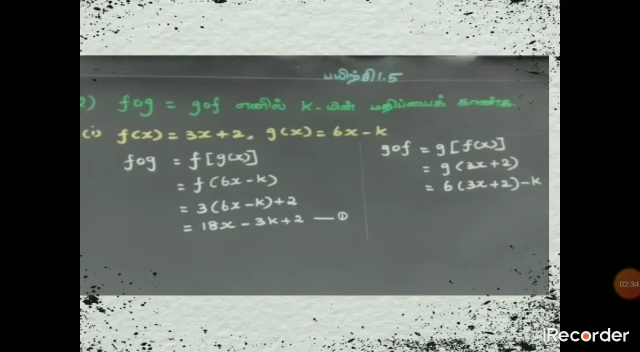 பயிற்சி 1.5
2) fog = gof எனில் k-யின் மதிப்பைக் காண்க.
(i) f(x) = 3x+2, g(x) = 6x-k
fog = f[g(x)]
= f(6x-k)
= 3(6x-k)+2
= 18x-3k+2 —①
gof = g[f(x)]
= g(3x+2)
= 6(3x+2)-k
02:34
iRecorder